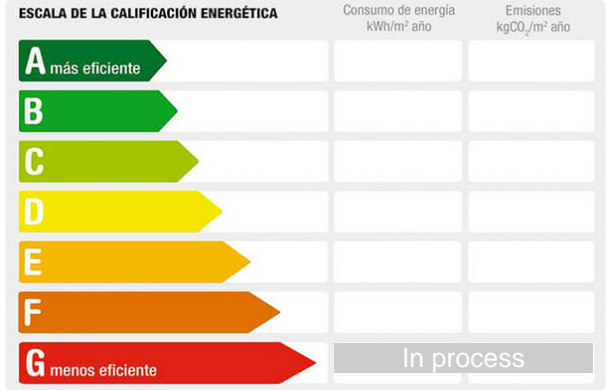 ESCALA DE LA CALIFICACIÓN ENERGÉTICA
Consumo de energía
kWh/m² año
Emisiones
kgCO₂/m² año
A más eficiente
B
C
D
E
F
G menos eficiente
In process